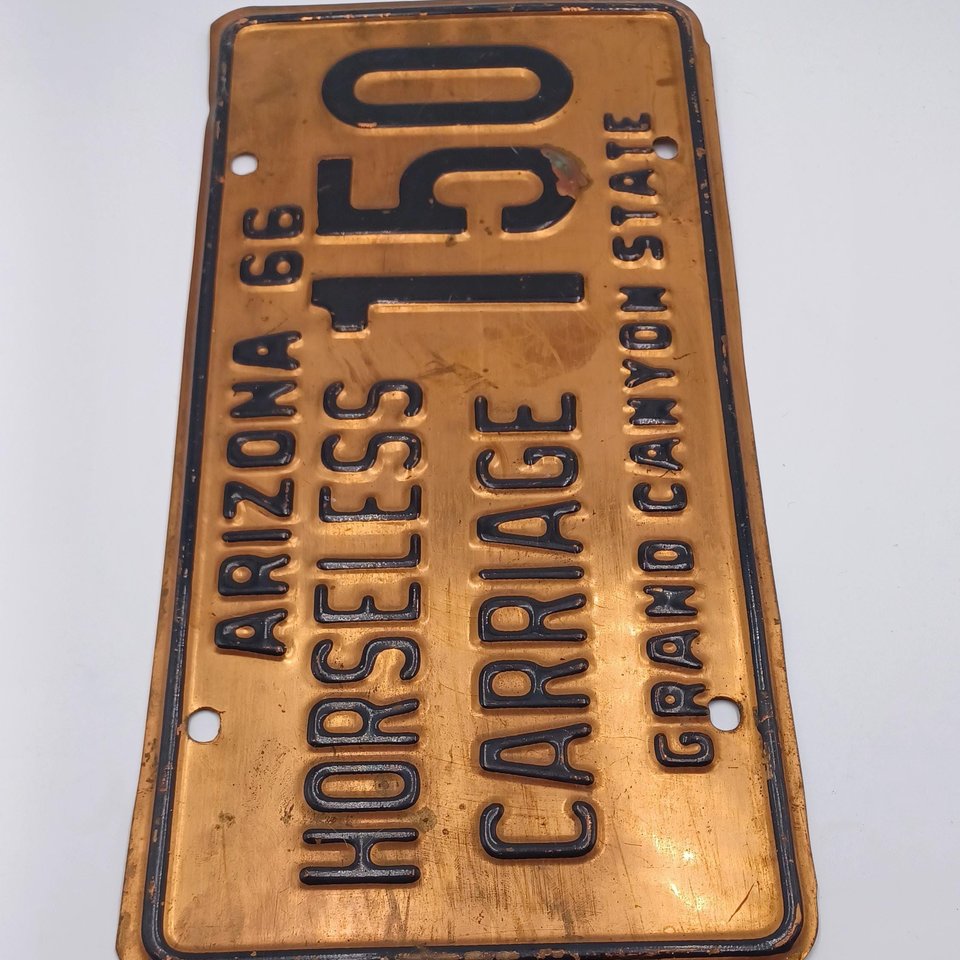 ARIZONA 66
HORSELESS
CARRIAGE
150
GRAND CANYON STATE